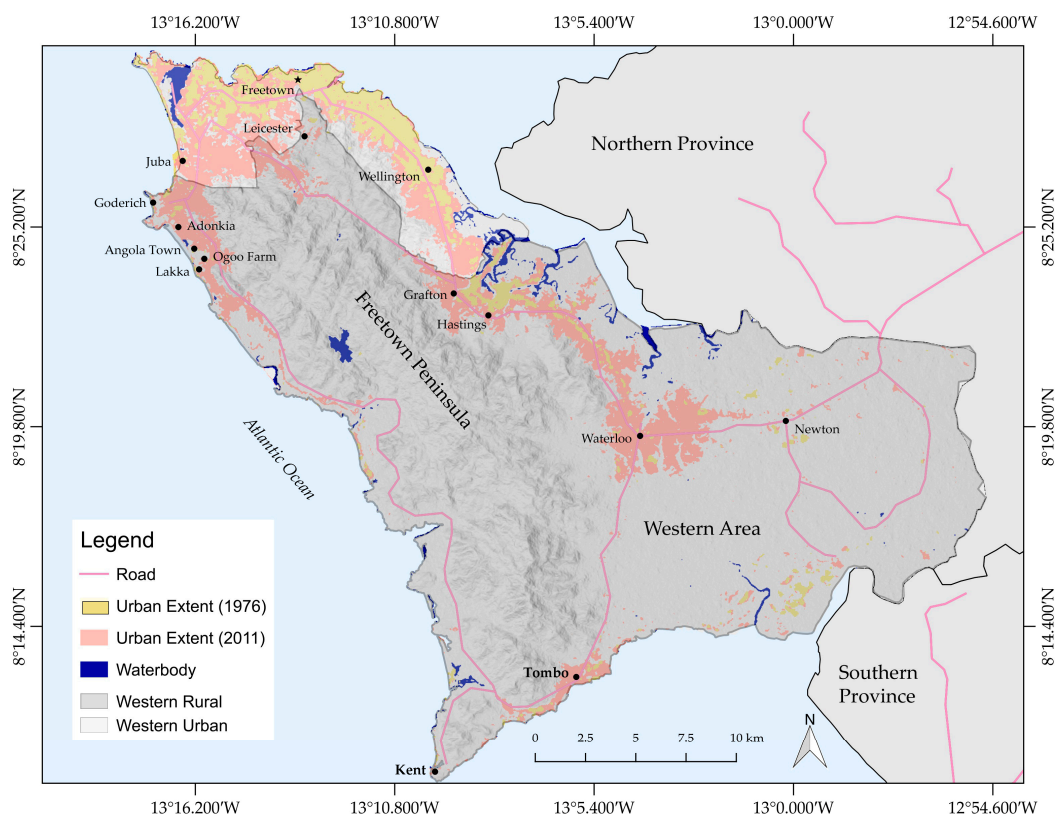 13°16.200'W
13°10.800'W
13°5.400'W
13°0.000'W
12°54.600'W
Freetown
Northern Province
Leicester
Juba
Wellington
Goderich
8°25.200'N
8°25.200'N
Adonkia
Angola Town
Ogoo Farm
Lakka
Grafton
Hastings
Freetown Peninsula
8°19.800'N
8°19.800'N
Atlantic Ocean
Waterloo
Newton
Western Area
Legend
Road
Urban Extent (1976)
Urban Extent (2011)
Waterbody
Western Rural
Western Urban
8°14.400'N
8°14.400'N
Tombo
Southern
Province
N
0 2.5 5 7.5 10 km
Kent
13°16.200'W
13°10.800'W
13°5.400'W
13°0.000'W
12°54.600'W